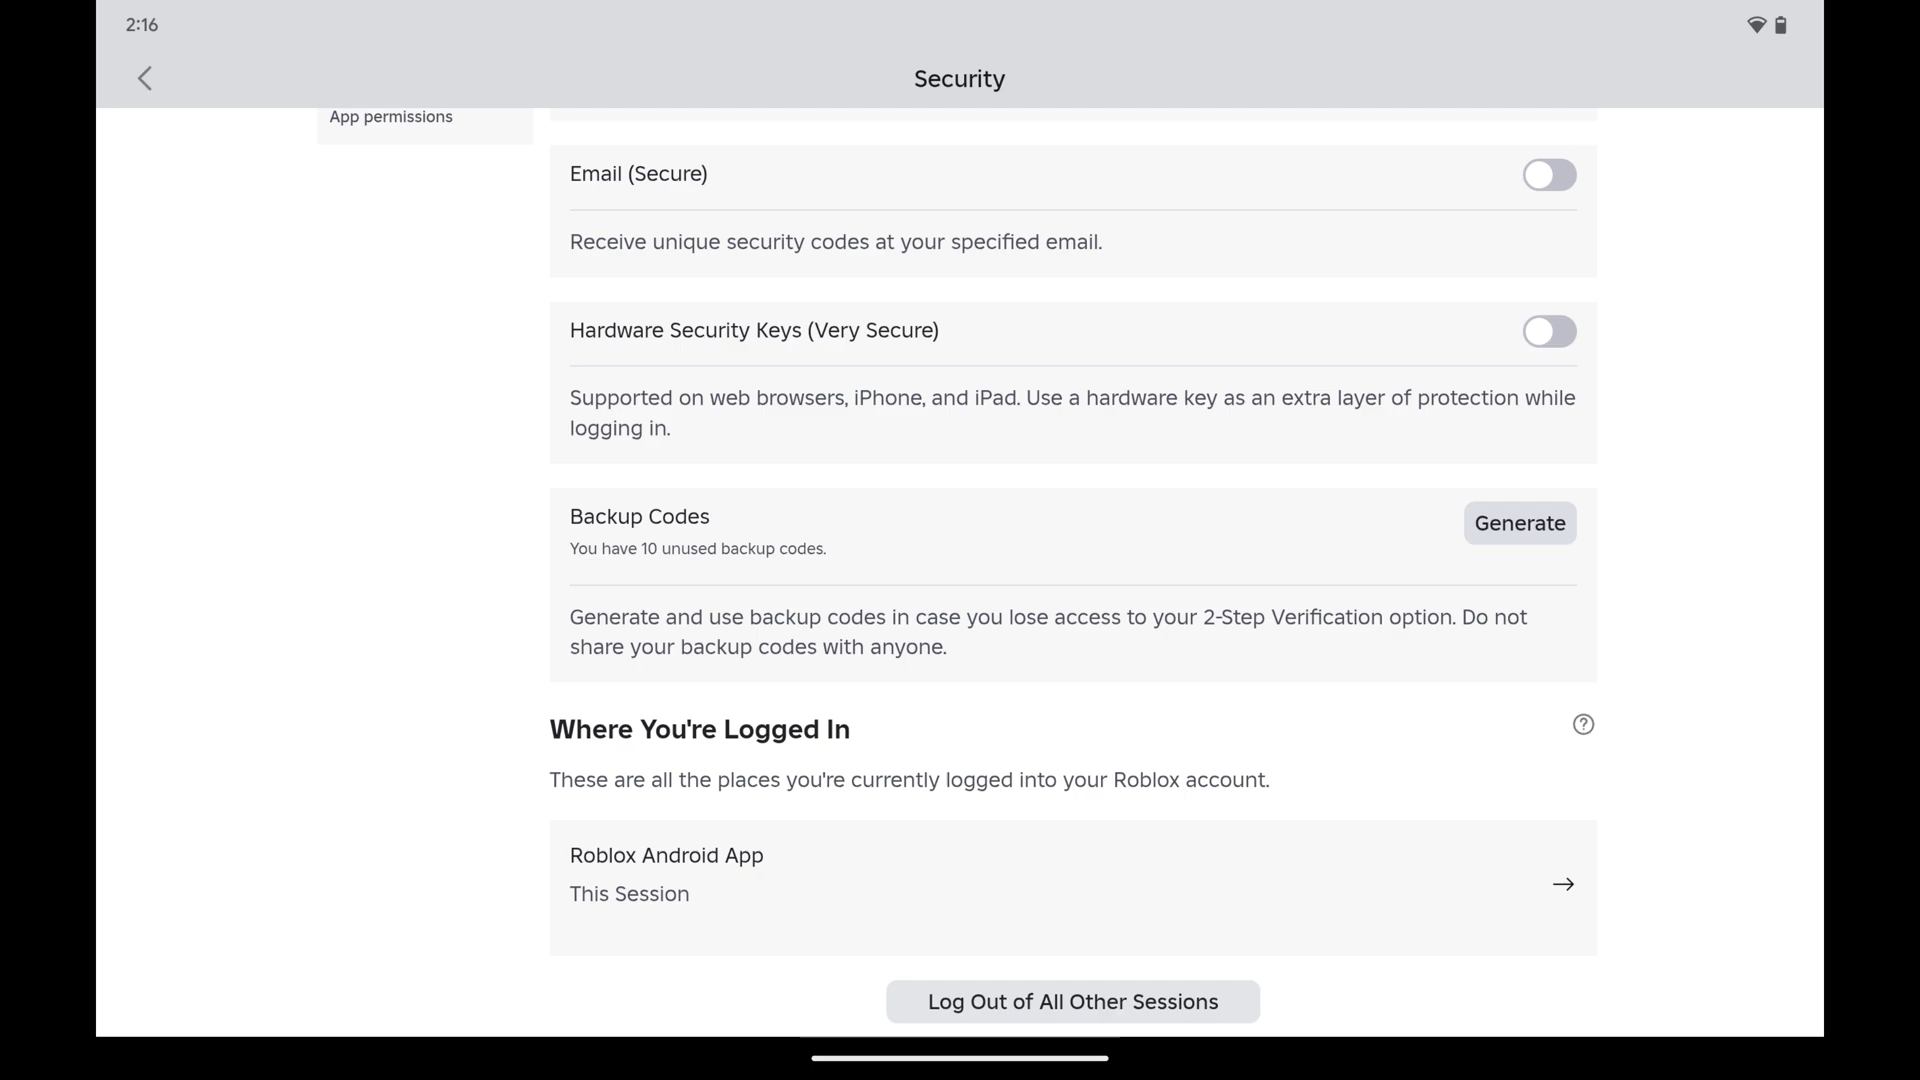 2:16
Security
App permissions
Email (Secure)
Receive unique security codes at your specified email.
Hardware Security Keys (Very Secure)
Supported on web browsers, iPhone, and iPad. Use a hardware key as an extra layer of protection while
logging in.
Backup Codes
Generate
You have 10 unused backup codes.
Generate and use backup codes in case you lose access to your 2-Step Verification option. Do not
share your backup codes with anyone.
Where You're Logged In
These are all the places you're currently logged into your Roblox account.
Roblox Android App
This Session
Log Out of All Other Sessions